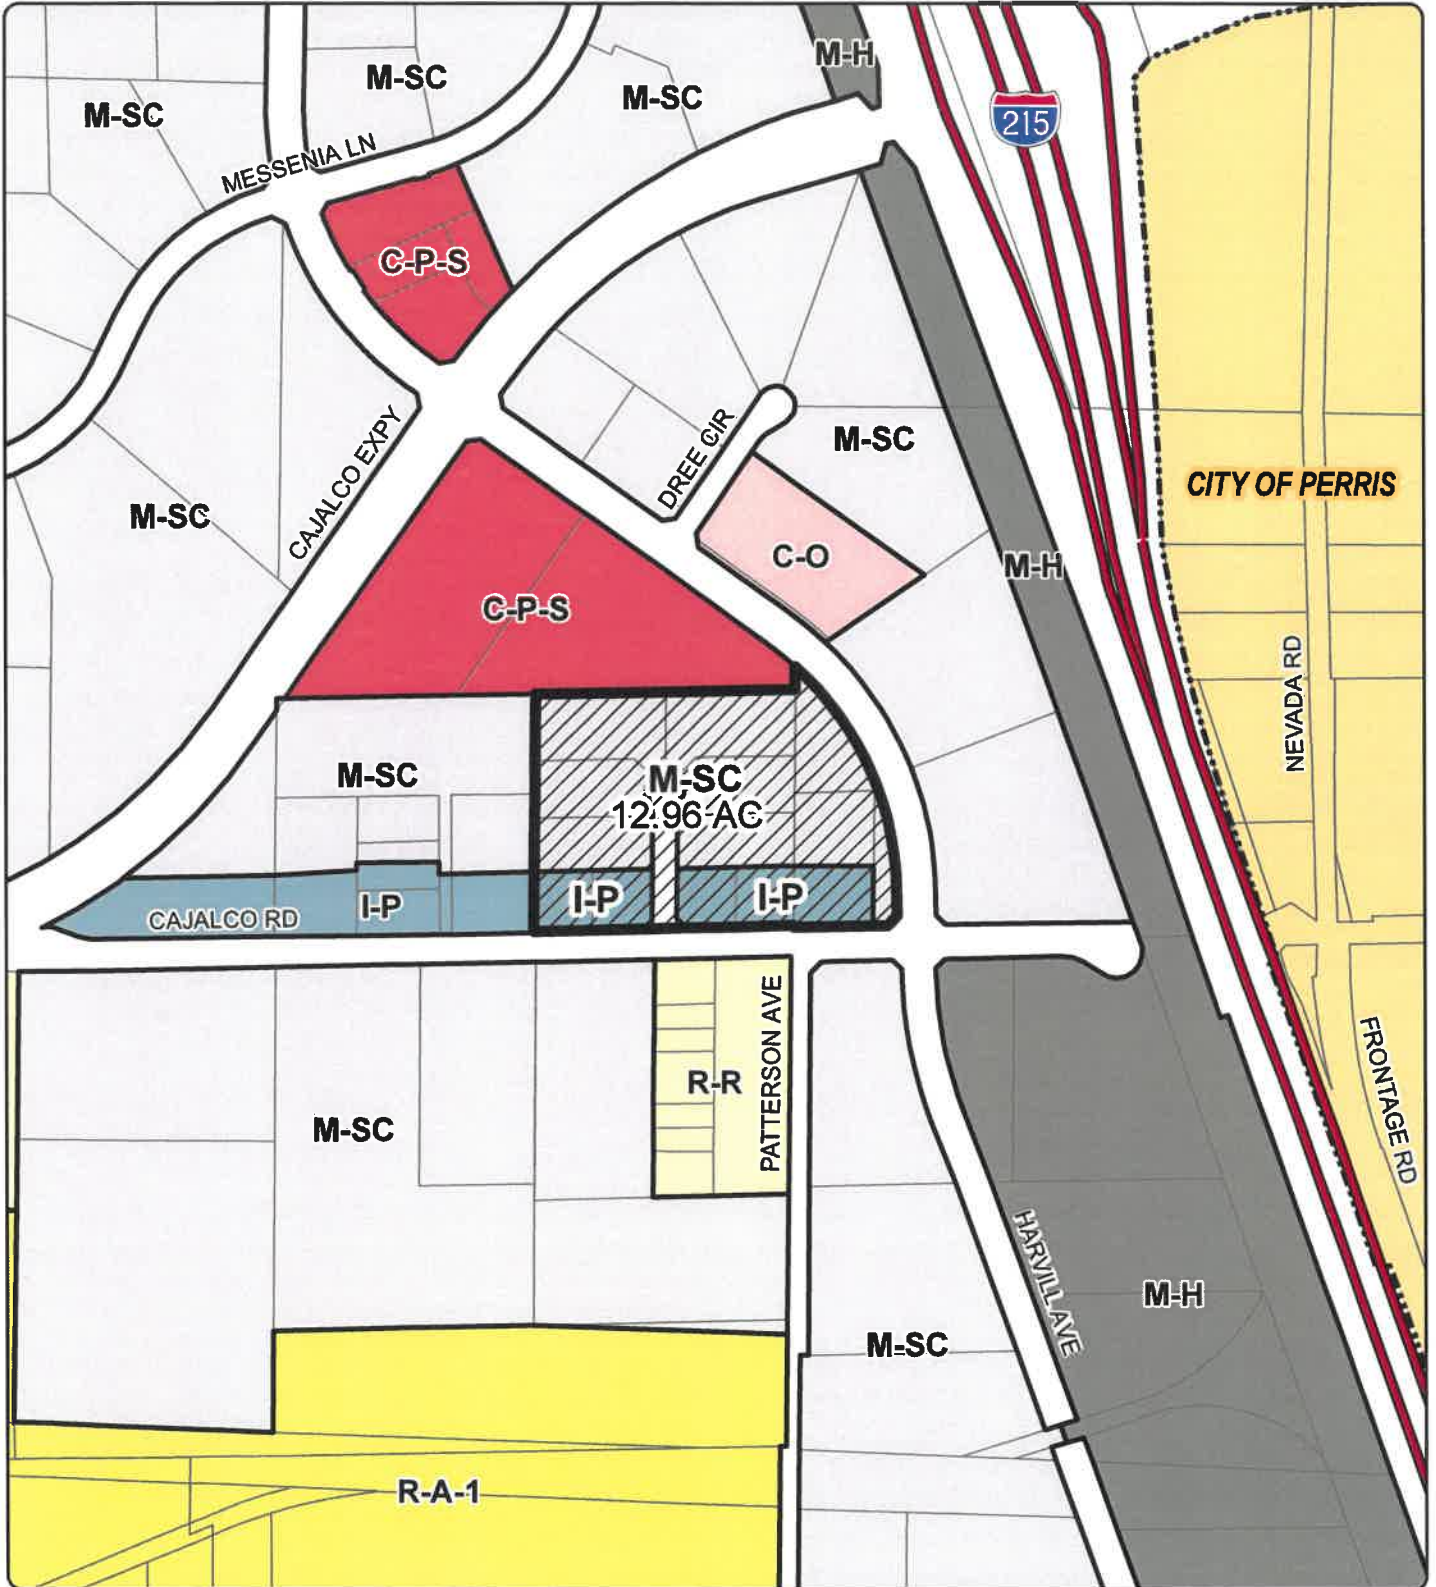 M-H
M-SC
M-SC
M-SC
215
MESSENIA LN
C-P-S
CAJALCO EXPY
DREE CIR
M-SC
CITY OF PERRIS
M-SC
C-O
M-H
C-P-S
NEVADA RD
M-SC
M-SC
12.96 AC
I-P
I-P
I-P
CAJALCO RD
PATTERSON AVE
R-R
FRONTAGE RD
M-SC
HARVILL AVE
M-H
M-SC
R-A-1